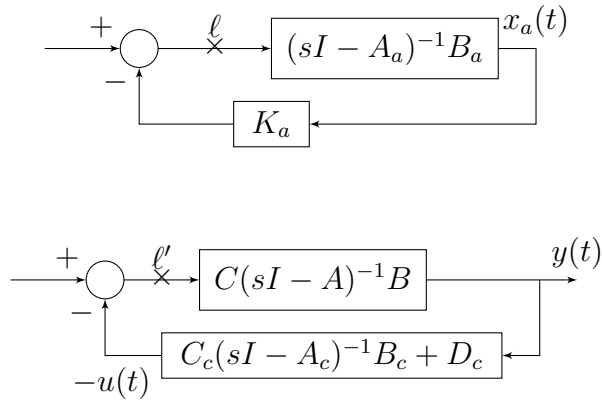 + ℓ (sI − A_a)^{−1}B_a x_a(t)
−
K_a
+ ℓ′ C(sI − A)^{−1}B y(t)
−
C_c(sI − A_c)^{−1}B_c + D_c
−u(t)